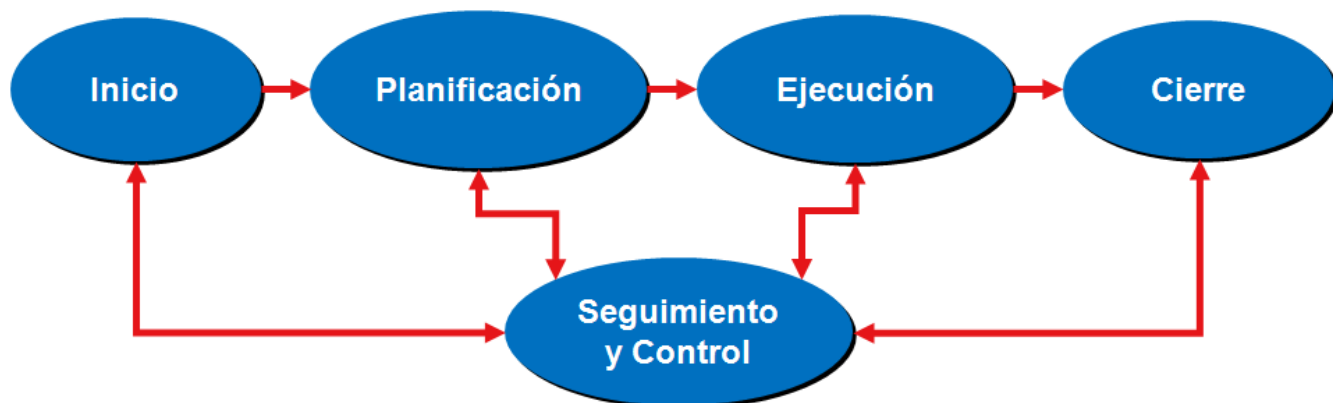 Inicio
Planificación
Ejecución
Cierre
Seguimiento
y Control